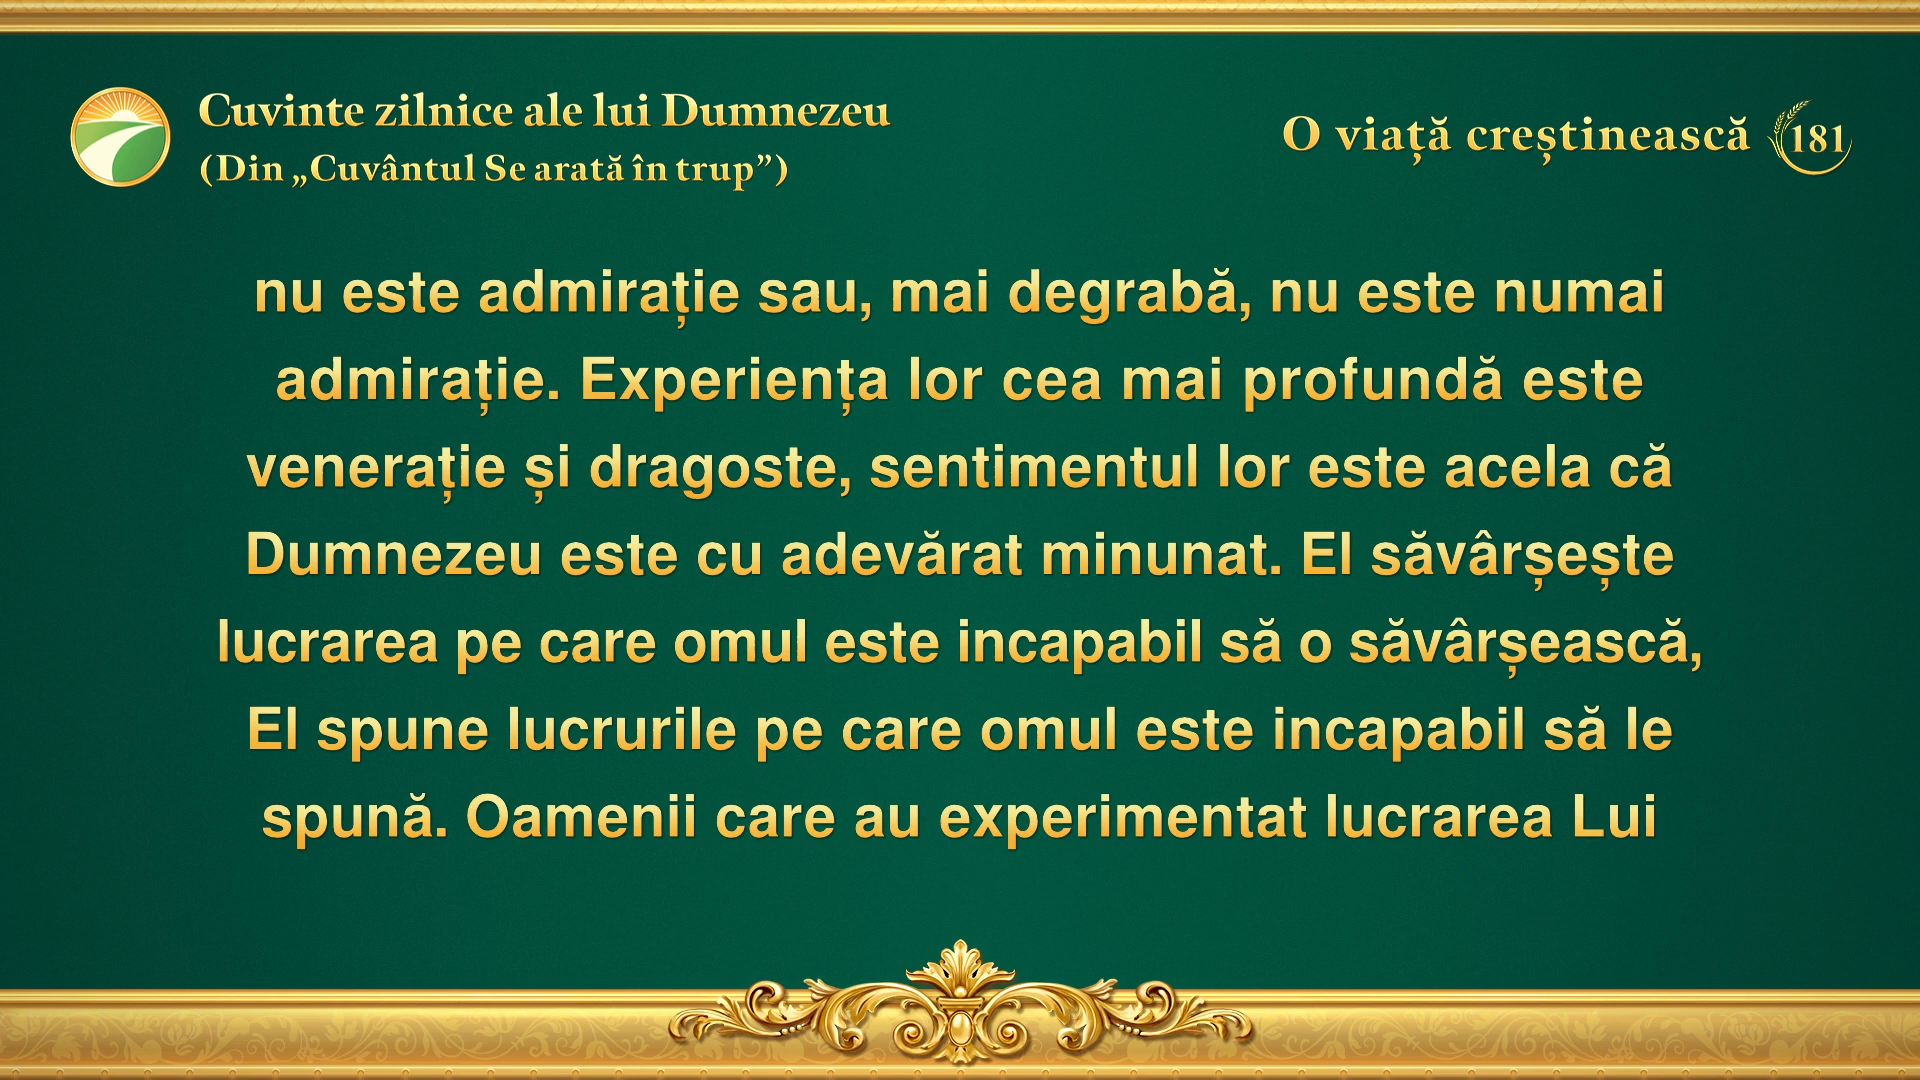 Cuvinte zilnice ale lui Dumnezeu
(Din „Cuvântul Se arată în trup”)
O viață creștinească 181
nu este admirație sau, mai degrabă, nu este numai
admirație. Experiența lor cea mai profundă este
venerație și dragoste, sentimentul lor este acela că
Dumnezeu este cu adevărat minunat. El săvârșește
lucrarea pe care omul este incapabil să o săvârșească,
El spune lucrurile pe care omul este incapabil să le
spună. Oamenii care au experimentat lucrarea Lui